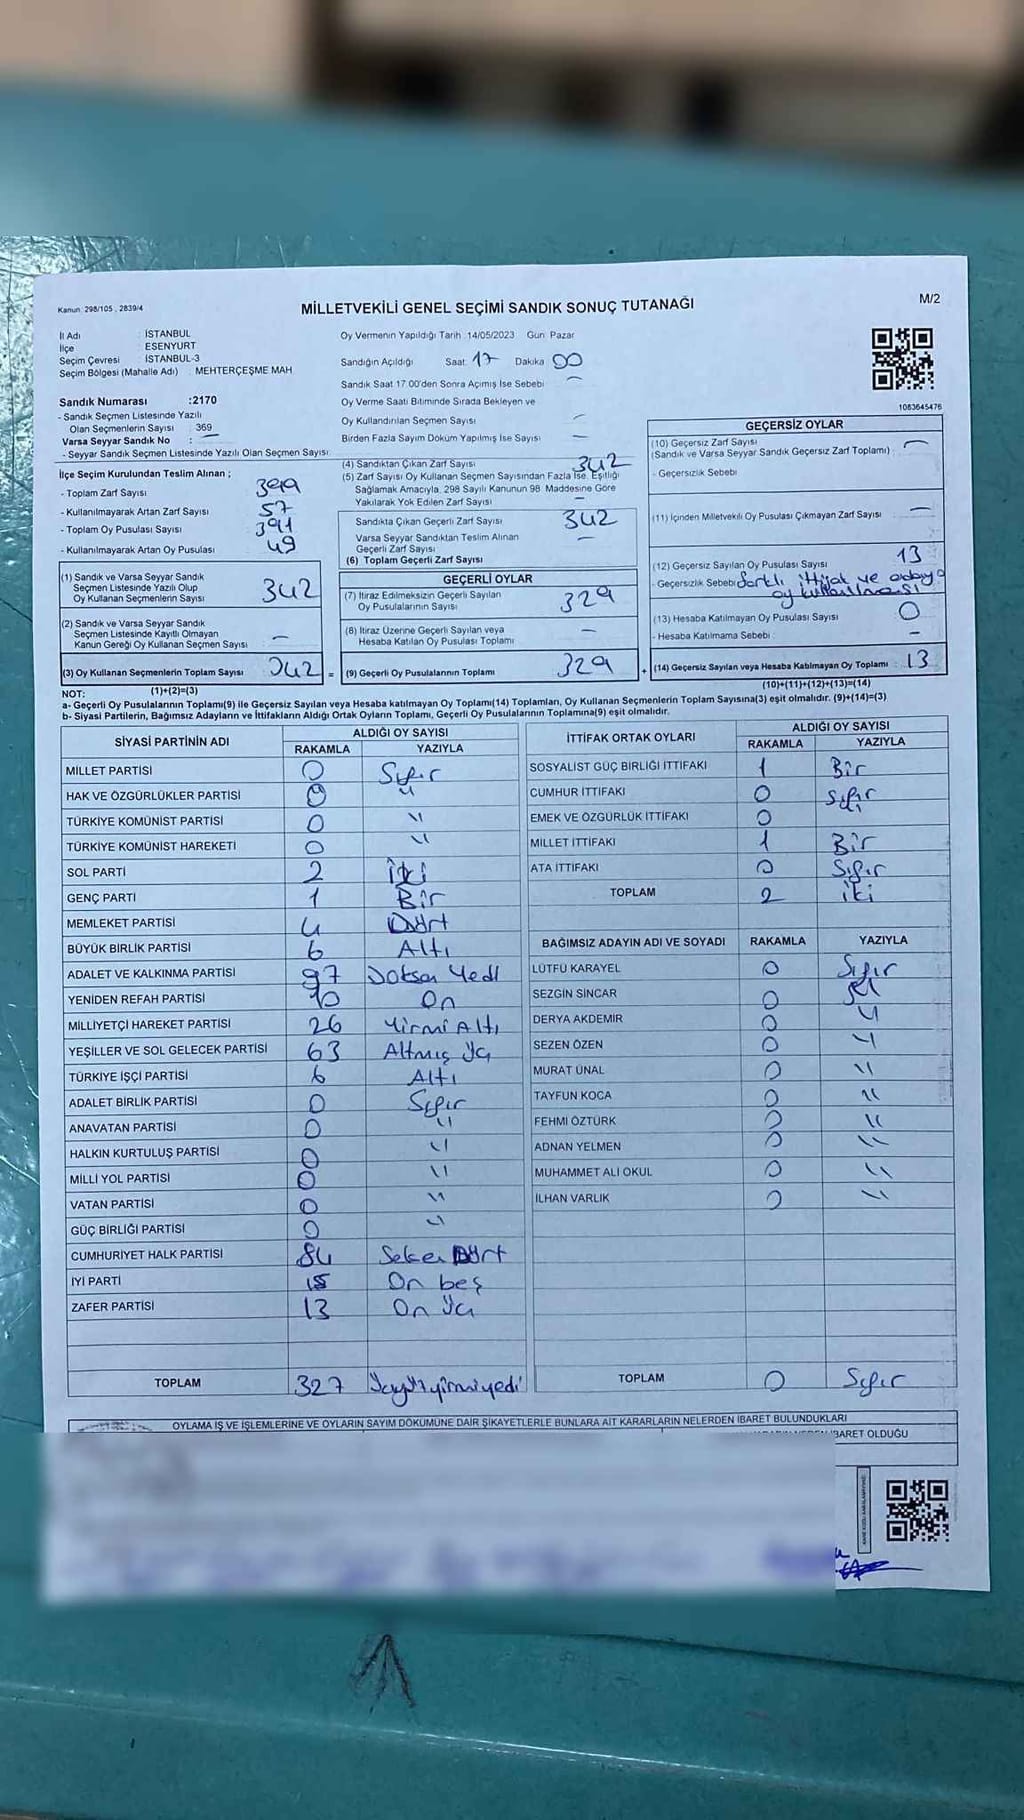 Kanun: 298/105 , 2839/4
MİLLETVEKİLİ GENEL SEÇİMİ SANDIK SONUÇ TUTANAĞI
M/2
İl Adı : İSTANBUL
İlçe ESENYURT
Seçim Çevresi İSTANBUL-3
Seçim Bölgesi (Mahalle Adı) : MEHTERÇEŞME MAH
Sandık Numarası :2170
- Sandık Seçmen Listesinde Yazılı
Olan Seçmenlerin Sayısı : 369
Varsa Seyyar Sandık No : -
- Seyyar Sandık Seçmen Listesinde Yazılı Olan Seçmen Sayısı:
Oy Vermenin Yapıldığı Tarih : 14/05/2023 Gün: Pazar
Sandığın Açıldığı Saat: 17 Dakika 00
Sandık Saat 17.00'den Sonra Açımış İse Sebebi : -
Oy Verme Saati Bitiminde Sırada Bekleyen ve
Oy Kullandırılan Seçmen Sayısı -
Birden Fazla Sayım Döküm Yapılmış İse Sayısı -
1083645476
İlçe Seçim Kurulundan Teslim Alınan ;
- Toplam Zarf Sayısı 399
- Kullanılmayarak Artan Zarf Sayısı 57
- Toplam Oy Pusulası Sayısı 391
- Kullanılmayarak Artan Oy Pusulası 49
(4) Sandıktan Çıkan Zarf Sayısı 342
(5) Zarf Sayısı Oy Kullanan Seçmen Sayısından Fazla İse, Eşitliği
Sağlamak Amacıyla, 298 Sayılı Kanunun 98. Maddesine Göre
Yakılarak Yok Edilen Zarf Sayısı -
Sandıkta Çıkan Geçerli Zarf Sayısı 342
Varsa Seyyar Sandıktan Teslim Alınan
Geçerli Zarf Sayısı -
(6) Toplam Geçerli Zarf Sayısı
GEÇERSİZ OYLAR
(10) Geçersiz Zarf Sayısı -
(Sandık ve Varsa Seyyar Sandık Geçersiz Zarf Toplamı)
- Geçersizlik Sebebi
(11) İçinden Milletvekili Oy Pusulası Çıkmayan Zarf Sayısı -
(12) Geçersiz Sayılan Oy Pusulası Sayısı 13
- Geçersizlik Sebebi Farklı ittifak ve adaya
oy kullanılması
(13) Hesaba Katılmayan Oy Pusulası Sayısı 0
- Hesaba Katılmama Sebebi : -
(14) Geçersiz Sayılan veya Hesaba Katılmayan Oy Toplamı : 13
(10)+(11)+(12)+(13)=(14)
(1) Sandık ve Varsa Seyyar Sandık
Seçmen Listesinde Yazılı Olup
Oy Kullanan Seçmenlerin Sayısı 342
(2) Sandık ve Varsa Seyyar Sandık
Seçmen Listesinde Kayıtlı Olmayan
Kanun Gereği Oy Kullanan Seçmen Sayısı -
(3) Oy Kullanan Seçmenlerin Toplam Sayısı 342 =
(1)+(2)=(3)
GEÇERLİ OYLAR
(7) İtiraz Edilmeksizin Geçerli Sayılan
Oy Pusulalarının Sayısı 329
(8) İtiraz Üzerine Geçerli Sayılan veya
Hesaba Katılan Oy Pusulası Toplamı -
(9) Geçerli Oy Pusulalarının Toplamı 329 +
NOT:
a- Geçerli Oy Pusulalarının Toplamı(9) ile Geçersiz Sayılan veya Hesaba katılmayan Oy Toplamı(14) Toplamları, Oy Kullanan Seçmenlerin Toplam Sayısına(3) eşit olmalıdır. (9)+(14)=(3)
b- Siyasi Partilerin, Bağımsız Adayların ve İttifakların Aldığı Ortak Oyların Toplamı, Geçerli Oy Pusulalarının Toplamına(9) eşit olmalıdır.
SİYASİ PARTİNİN ADI ALDIĞI OY SAYISI
RAKAMLA YAZIYLA
MİLLET PARTİSİ 0 Sıfır
HAK VE ÖZGÜRLÜKLER PARTİSİ 0 "
TÜRKİYE KOMÜNİST PARTİSİ 0 "
TÜRKİYE KOMÜNİST HAREKETİ 0 "
SOL PARTİ 2 İki
GENÇ PARTİ 1 Bir
MEMLEKET PARTİSİ 4 Dört
BÜYÜK BİRLİK PARTİSİ 6 Altı
ADALET VE KALKINMA PARTİSİ 97 Doksan Yedi
YENİDEN REFAH PARTİSİ 10 On
MİLLİYETÇİ HAREKET PARTİSİ 26 Yirmi Altı
YEŞİLLER VE SOL GELECEK PARTİSİ 63 Altmış Üç
TÜRKİYE İŞÇİ PARTİSİ 6 Altı
ADALET BİRLİK PARTİSİ 0 Sıfır
ANAVATAN PARTİSİ 0 "
HALKIN KURTULUŞ PARTİSİ 0 "
MİLLİ YOL PARTİSİ 0 "
VATAN PARTİSİ 0 "
GÜÇ BİRLİĞİ PARTİSİ 0 "
CUMHURİYET HALK PARTİSİ 84 Seksen Dört
İYİ PARTİ 15 On beş
ZAFER PARTİSİ 13 On Üç
TOPLAM 327 Üçyüzyirmiyedi
İTTİFAK ORTAK OYLARI ALDIĞI OY SAYISI
RAKAMLA YAZIYLA
SOSYALİST GÜÇ BİRLİĞİ İTTİFAKI 1 Bir
CUMHUR İTTİFAKI 0 Sıfır
EMEK VE ÖZGÜRLÜK İTTİFAKI 0 "
MİLLET İTTİFAKI 1 Bir
ATA İTTİFAKI 0 Sıfır
TOPLAM 2 İki
BAĞIMSIZ ADAYIN ADI VE SOYADI RAKAMLA YAZIYLA
LÜTFÜ KARAYEL 0 Sıfır
SEZGİN SİNCAR 0
DERYA AKDEMİR 0 "
SEZEN ÖZEN 0 "
MURAT ÜNAL 0 "
TAYFUN KOCA 0 "
FEHMİ ÖZTÜRK 0 "
ADNAN YELMEN 0 "
MUHAMMET ALİ OKUL 0 "
İLHAN VARLIK 0 "
TOPLAM 0 Sıfır
OYLAMA İŞ VE İŞLEMLERİNE VE OYLARIN SAYIM DÖKÜMÜNE DAİR ŞİKAYETLERLE BUNLARA AİT KARARLARIN NELERDEN İBARET BULUNDUKLARI
İBARET OLDUĞU